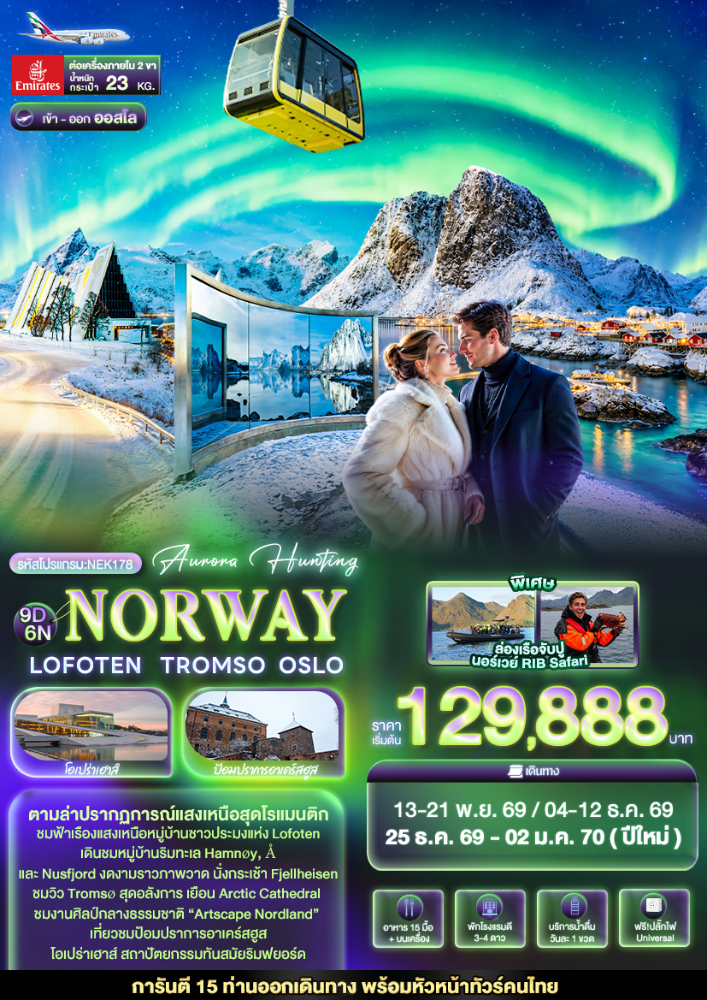 Emirates
Emirates
ต่อเครื่องภายใน 2 ขา
น้ำหนักกระเป๋า 23 KG.
เข้า - ออก ออสโล
รหัสโปรแกรม:NEK178
Aurora Hunting
9D
6N
NORWAY
LOFOTEN TROMSO OSLO
พิเศษ
ล่องเรือจับปู
นอร์เวย์ RIB Safari
โอเปร่าเฮาส์
ป้อมปราการอาเคร์สฮูส
ราคาเริ่มต้น 129,888 บาท
เดินทาง
13-21 พ.ย. 69 / 04-12 ธ.ค. 69
25 ธ.ค. 69 - 02 ม.ค. 70 ( ปีใหม่ )
ตามล่าปรากฏการณ์แสงเหนือสุดโรแมนติก
ชมฟ้าเรืองแสงเหนือหมู่บ้านชาวประมงแห่ง Lofoten
เดินชมหมู่บ้านริมทะเล Hamnøy, Å
และ Nusfjord งดงามราวภาพวาด นั่งกระเช้า Fjellheisen
ชมวิว Tromsø สุดอลังการ เยือน Arctic Cathedral
ชมงานศิลป์กลางธรรมชาติ “Artscape Nordland”
เที่ยวชมป้อมปราการอาเคร์สฮูส
โอเปร่าเฮาส์ สถาปัตยกรรมทันสมัยริมฟยอร์ด
อาหาร 15 มื้อ
+ บนเครื่อง
พักโรงแรมดี
3-4 ดาว
บริการน้ำดื่ม
วันละ 1 ขวด
ฟรี!ปลั๊กไฟ
Universal
การันตี 15 ท่านออกเดินทาง พร้อมหัวหน้าทัวร์คนไทย